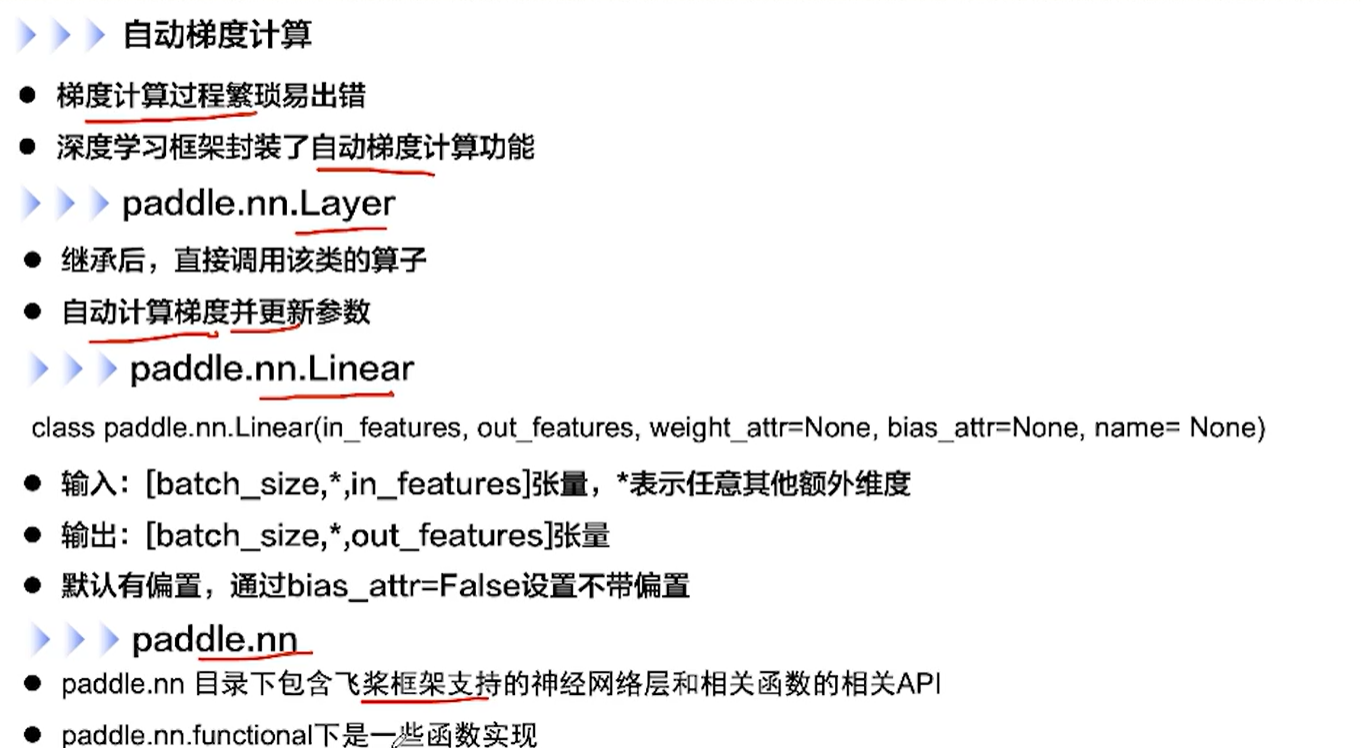 自动梯度计算
梯度计算过程繁琐易出错
深度学习框架封装了自动梯度计算功能
paddle.nn.Layer
继承后，直接调用该类的算子
自动计算梯度并更新参数
paddle.nn.Linear
class paddle.nn.Linear(in_features, out_features, weight_attr=None, bias_attr=None, name= None)
输入：[batch_size,*,in_features]张量，*表示任意其他额外维度
输出：[batch_size,*,out_features]张量
默认有偏置，通过bias_attr=False设置不带偏置
paddle.nn
paddle.nn 目录下包含飞桨框架支持的神经网络层和相关函数的相关API
paddle.nn.functional下是一些函数实现